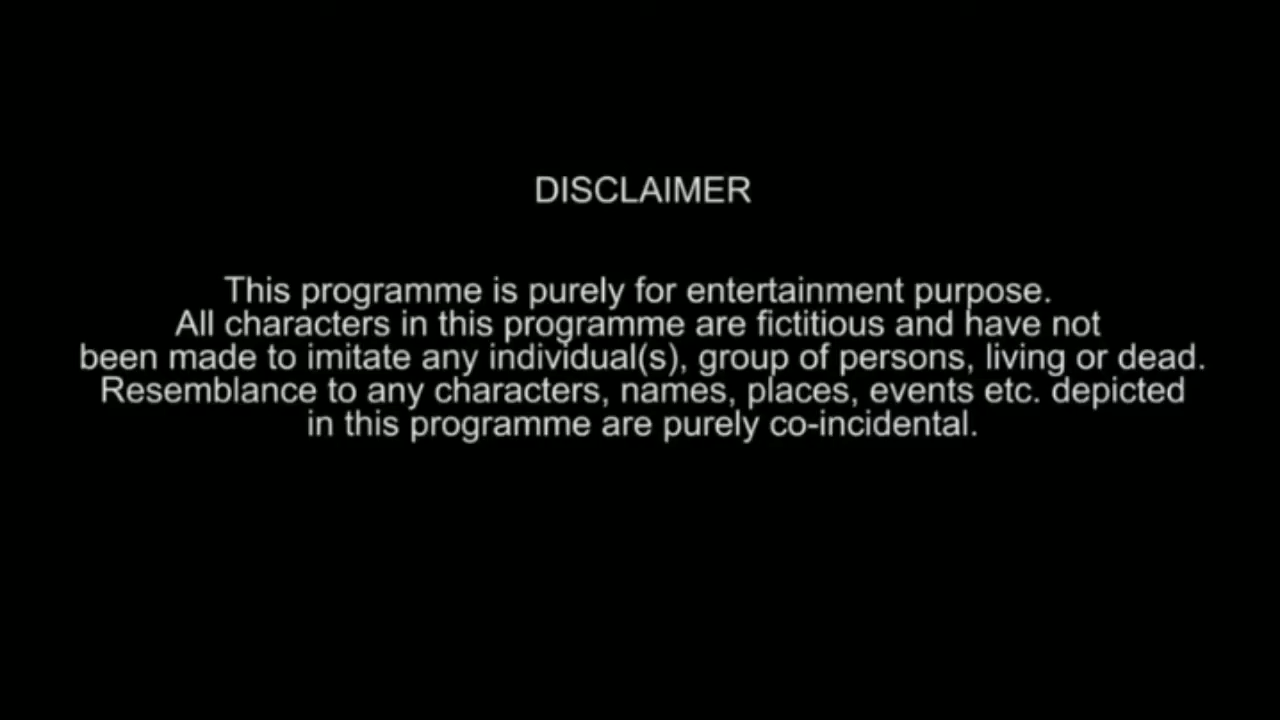 DISCLAIMER
This programme is purely for entertainment purpose.
All characters in this programme are fictitious and have not
been made to imitate any individual(s), group of persons, living or dead.
Resemblance to any characters, names, places, events etc. depicted
in this programme are purely co-incidental.